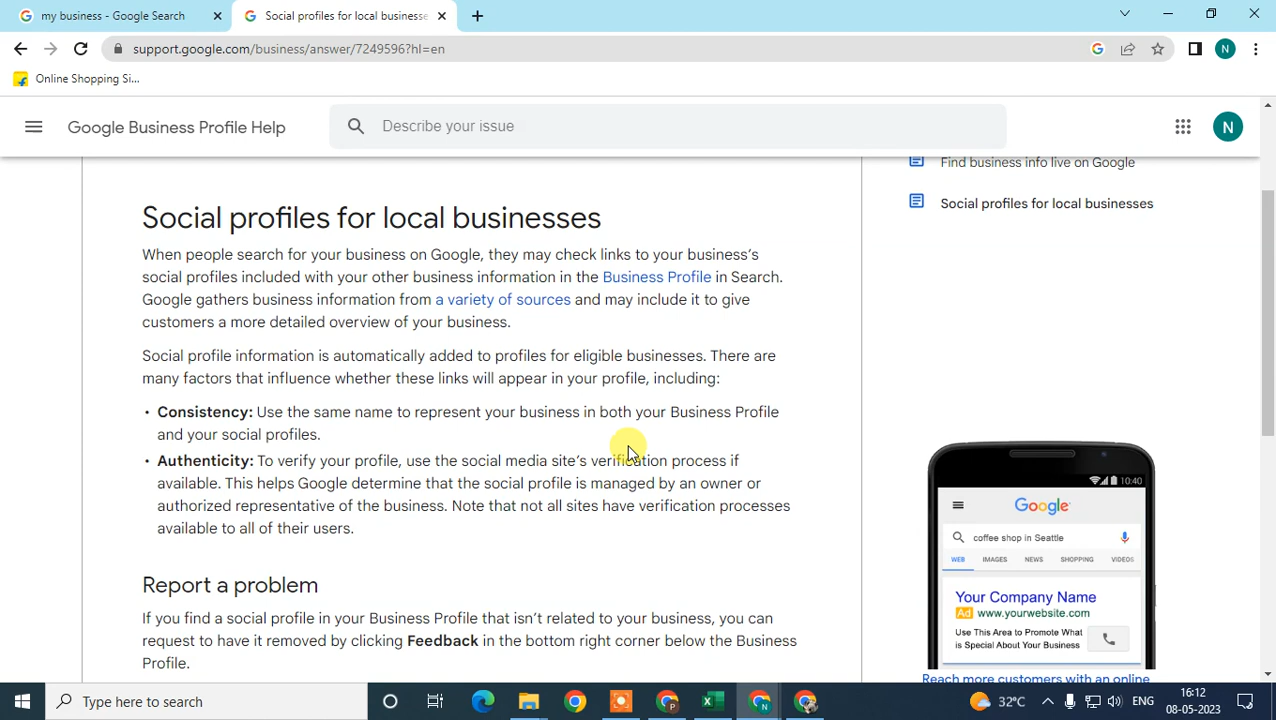 my business - Google Search
Social profiles for local businesse
support.google.com/business/answer/7249596?hl=en
N
Online Shopping Si...
Google Business Profile Help
Describe your issue
N
Find business info live on Google
Social profiles for local businesses
Social profiles for local businesses
When people search for your business on Google, they may check links to your business's
social profiles included with your other business information in the Business Profile in Search.
Google gathers business information from a variety of sources and may include it to give
customers a more detailed overview of your business.
Social profile information is automatically added to profiles for eligible businesses. There are
many factors that influence whether these links will appear in your profile, including:
• Consistency: Use the same name to represent your business in both your Business Profile
and your social profiles.
• Authenticity: To verify your profile, use the social media site's verification process if
available. This helps Google determine that the social profile is managed by an owner or
authorized representative of the business. Note that not all sites have verification processes
available to all of their users.
Report a problem
If you find a social profile in your Business Profile that isn't related to your business, you can
request to have it removed by clicking Feedback in the bottom right corner below the Business
Profile.
10:40
Google
coffee shop in Seattle
WEB IMAGES NEWS SHOPPING VIDEOS
Your Company Name
Ad www.yourwebsite.com
Use This Area to Promote What
is Special About Your Business
Reach more customers with an online
Type here to search
32°C
ENG
16:12
08-05-2023